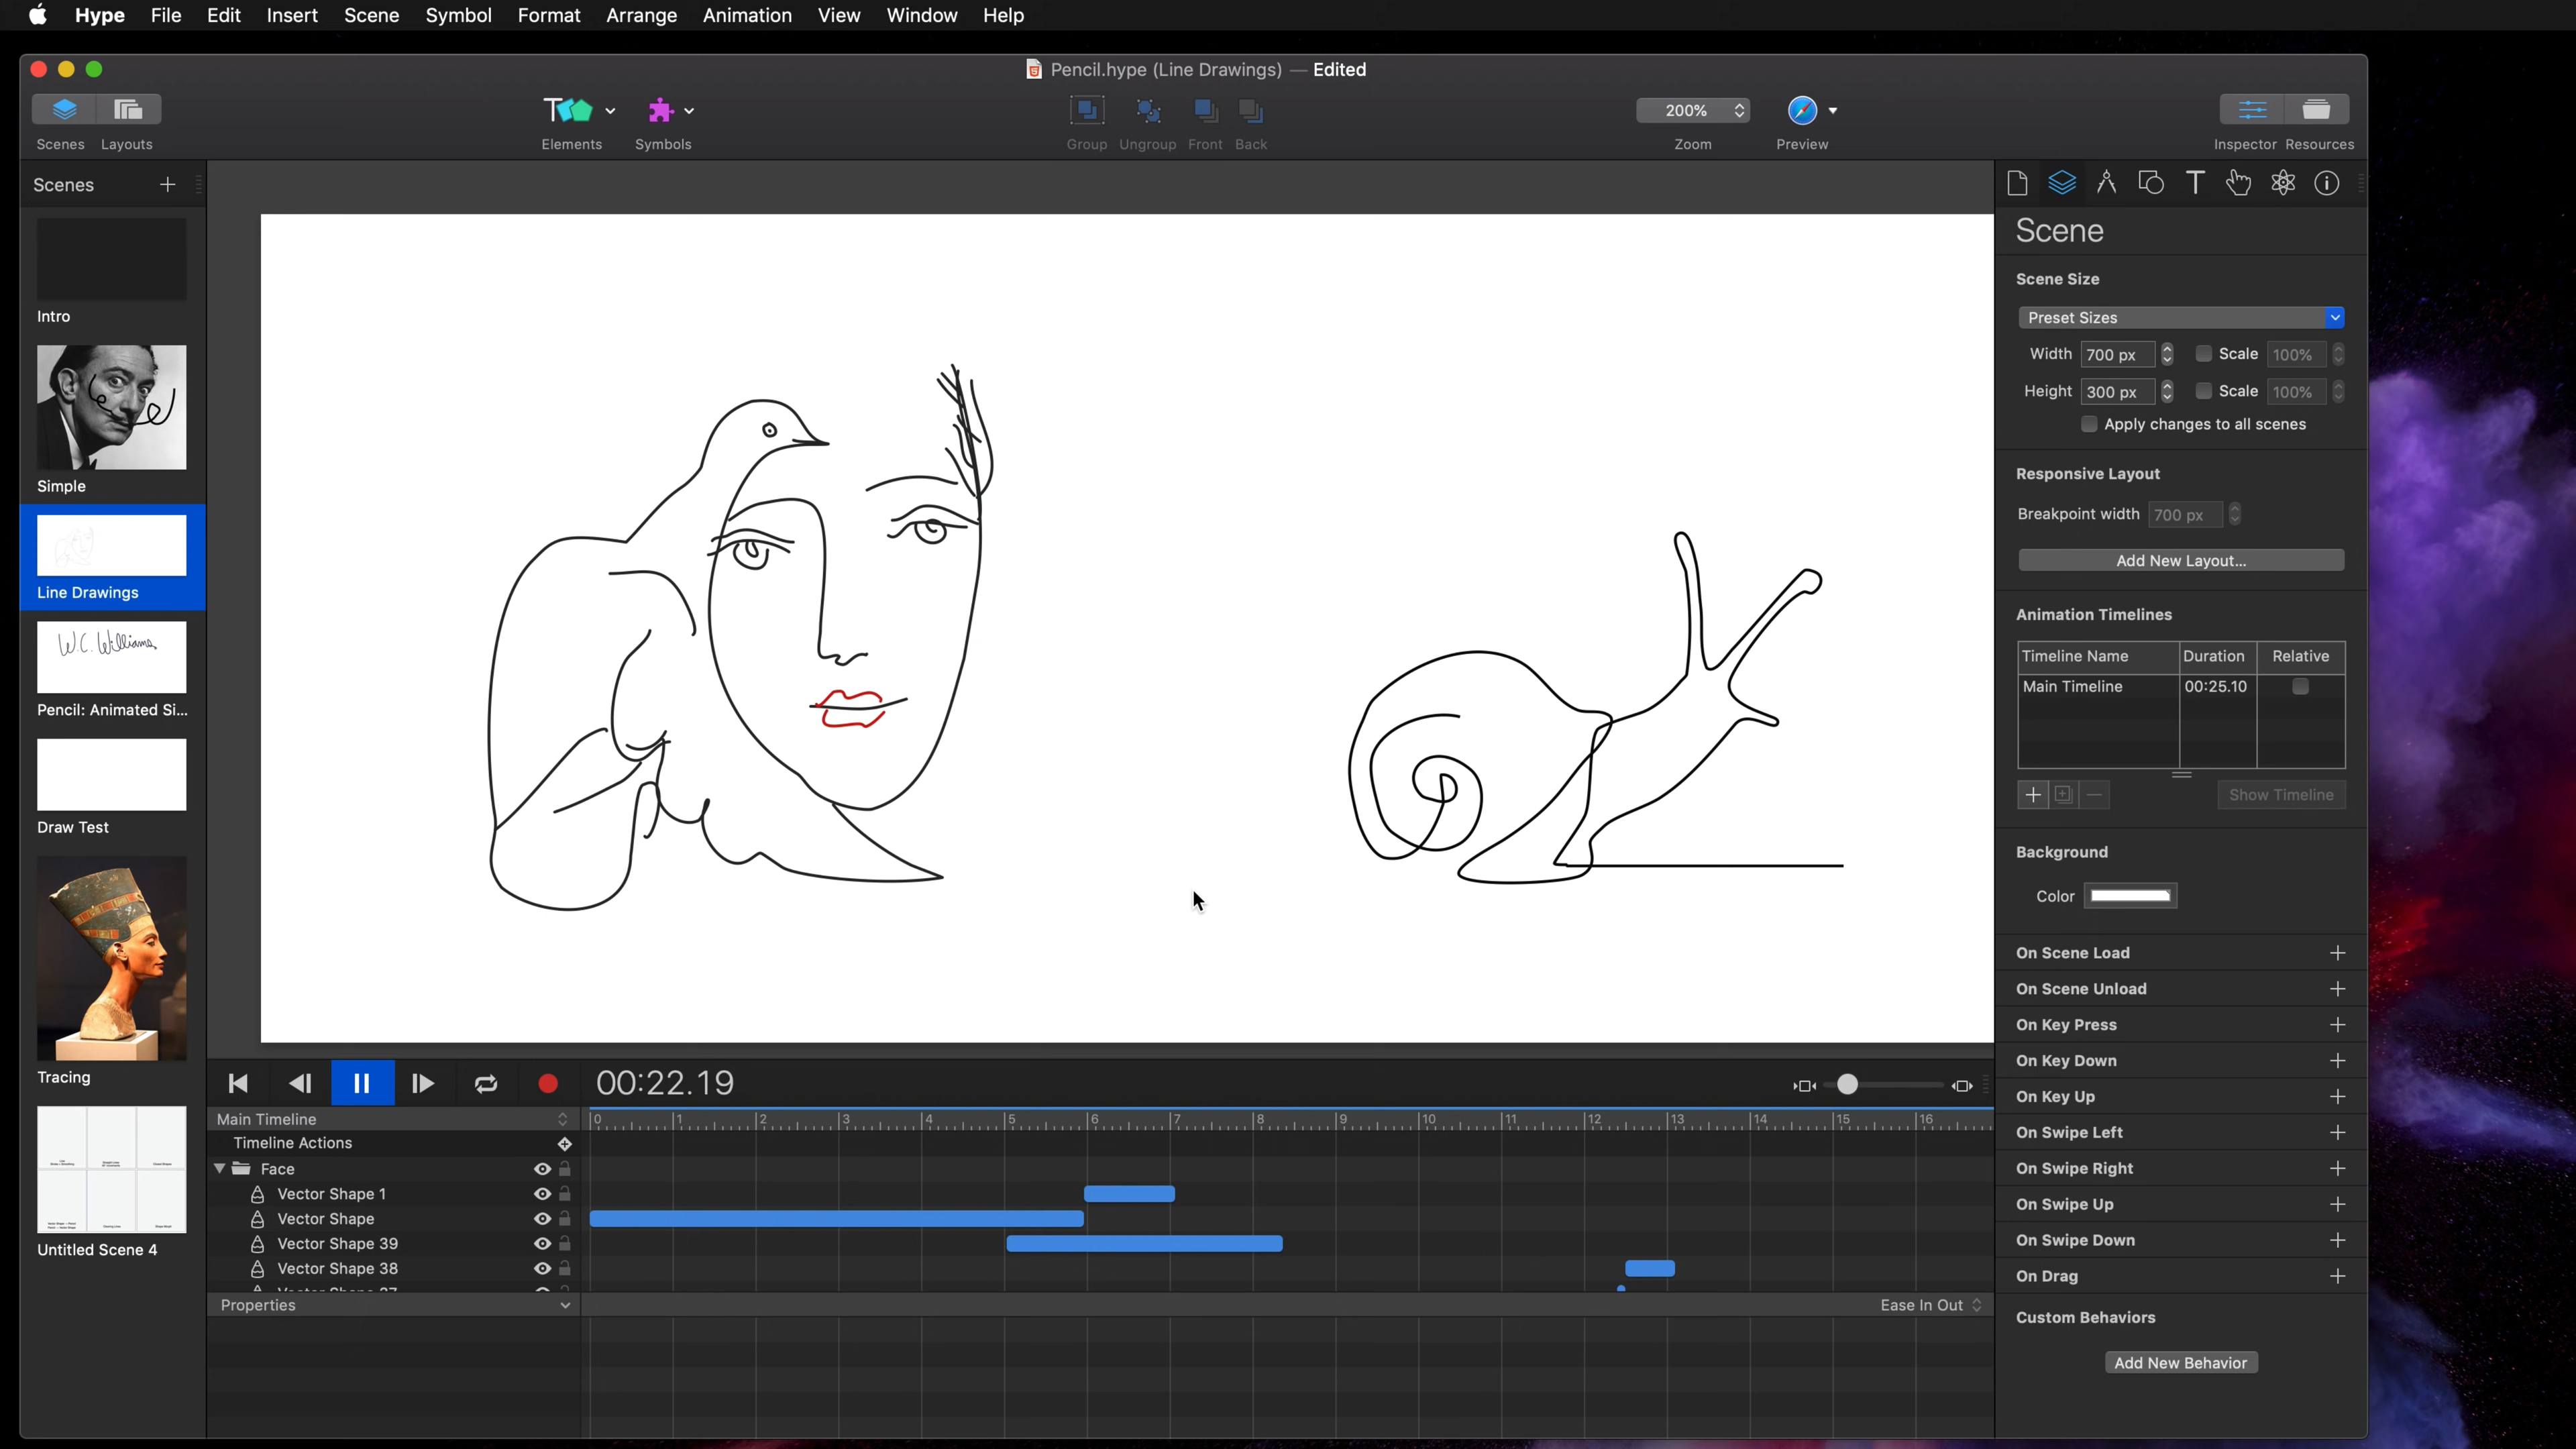 Hype File Edit Insert Scene Symbol Format Arrange Animation View Window Help
Pencil.hype (Line Drawings) — Edited
200%
Scenes Layouts Elements Symbols Group Ungroup Front Back Zoom Preview Inspector Resources
Scenes
Intro
Simple
Line Drawings
W.C. Williams
Pencil: Animated Si...
Draw Test
Tracing
Untitled Scene 4
Scene
Scene Size
Preset Sizes
Width 700 px Scale 100%
Height 300 px Scale 100%
Apply changes to all scenes
Responsive Layout
Breakpoint width 700 px
Add New Layout...
Animation Timelines
Timeline Name Duration Relative
Main Timeline 00:25.10
Show Timeline
Background
Color
On Scene Load
On Scene Unload
On Key Press
On Key Down
On Key Up
On Swipe Left
On Swipe Right
On Swipe Up
On Swipe Down
On Drag
Custom Behaviors
Add New Behavior
00:22.19
Main Timeline 0 1 2 3 4 5 6 7 8 9 10 11 12 13 14 15 16
Timeline Actions
Face
Vector Shape 1
Vector Shape
Vector Shape 39
Vector Shape 38
Properties Ease In Out